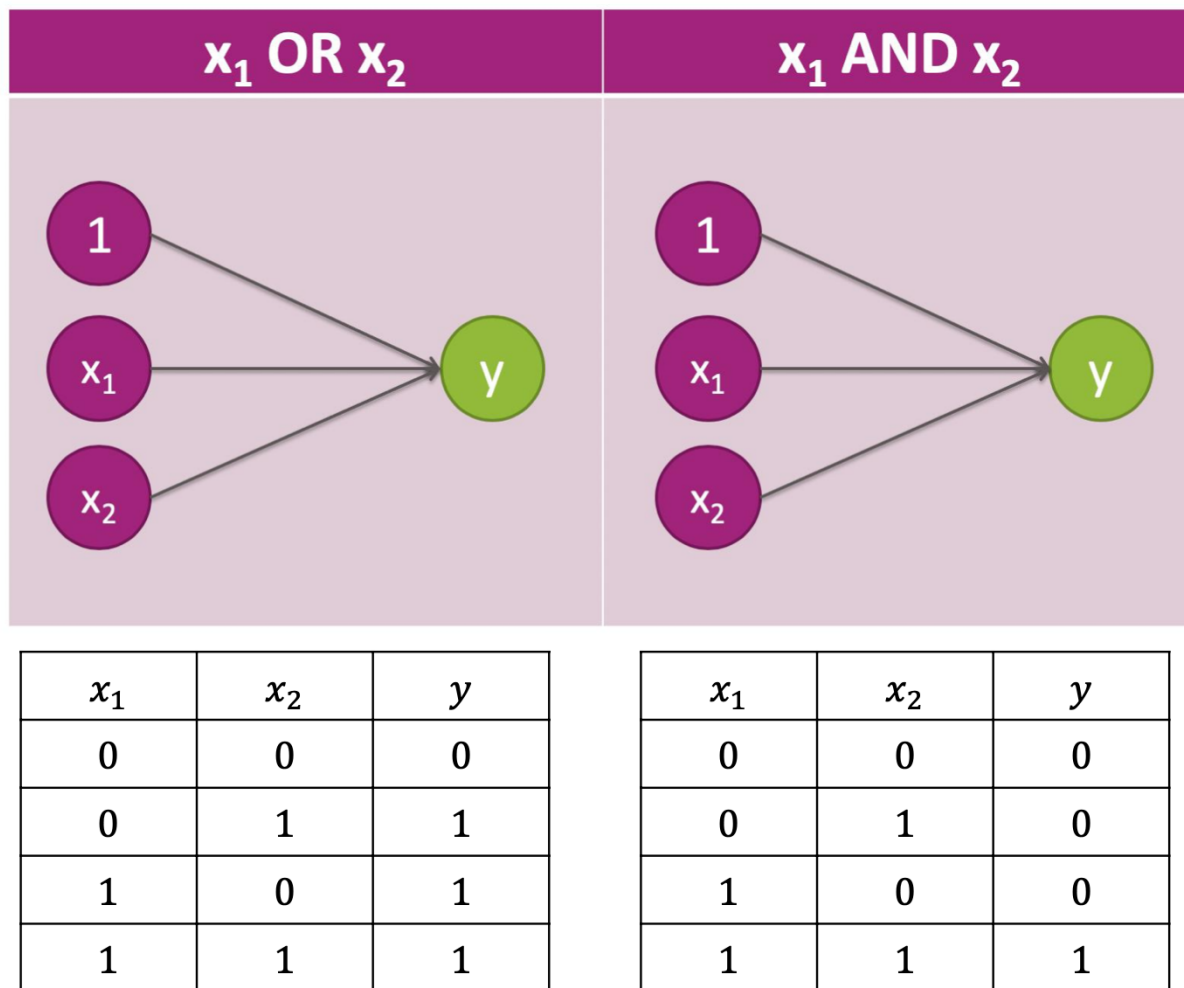 x₁ OR x₂
x₁ AND x₂
1
x₁
x₂
y
1
x₁
x₂
y
x₁ x₂ y
0 0 0
0 1 1
1 0 1
1 1 1
x₁ x₂ y
0 0 0
0 1 0
1 0 0
1 1 1